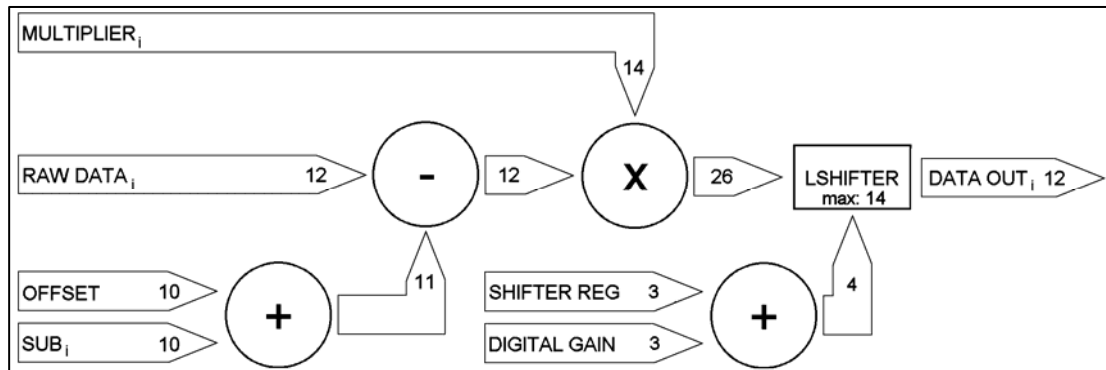 MULTIPLIER i
14
RAW DATA i 12
-
12
X
26
LSHIFTER
max: 14
DATA OUT i 12
OFFSET 10
+
11
SUB i 10
SHIFTER REG 3
+
4
DIGITAL GAIN 3